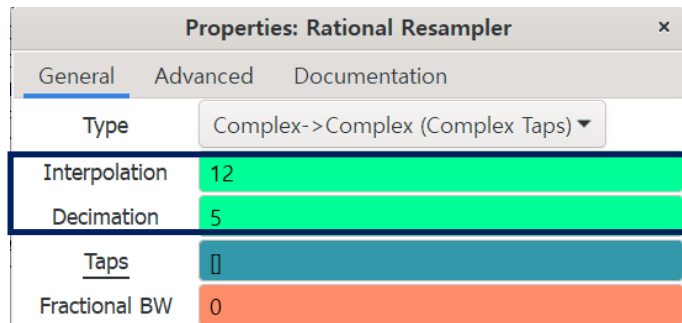 Properties: Rational Resampler ×
General Advanced Documentation
Type Complex->Complex (Complex Taps)
Interpolation 12
Decimation 5
Taps []
Fractional BW 0